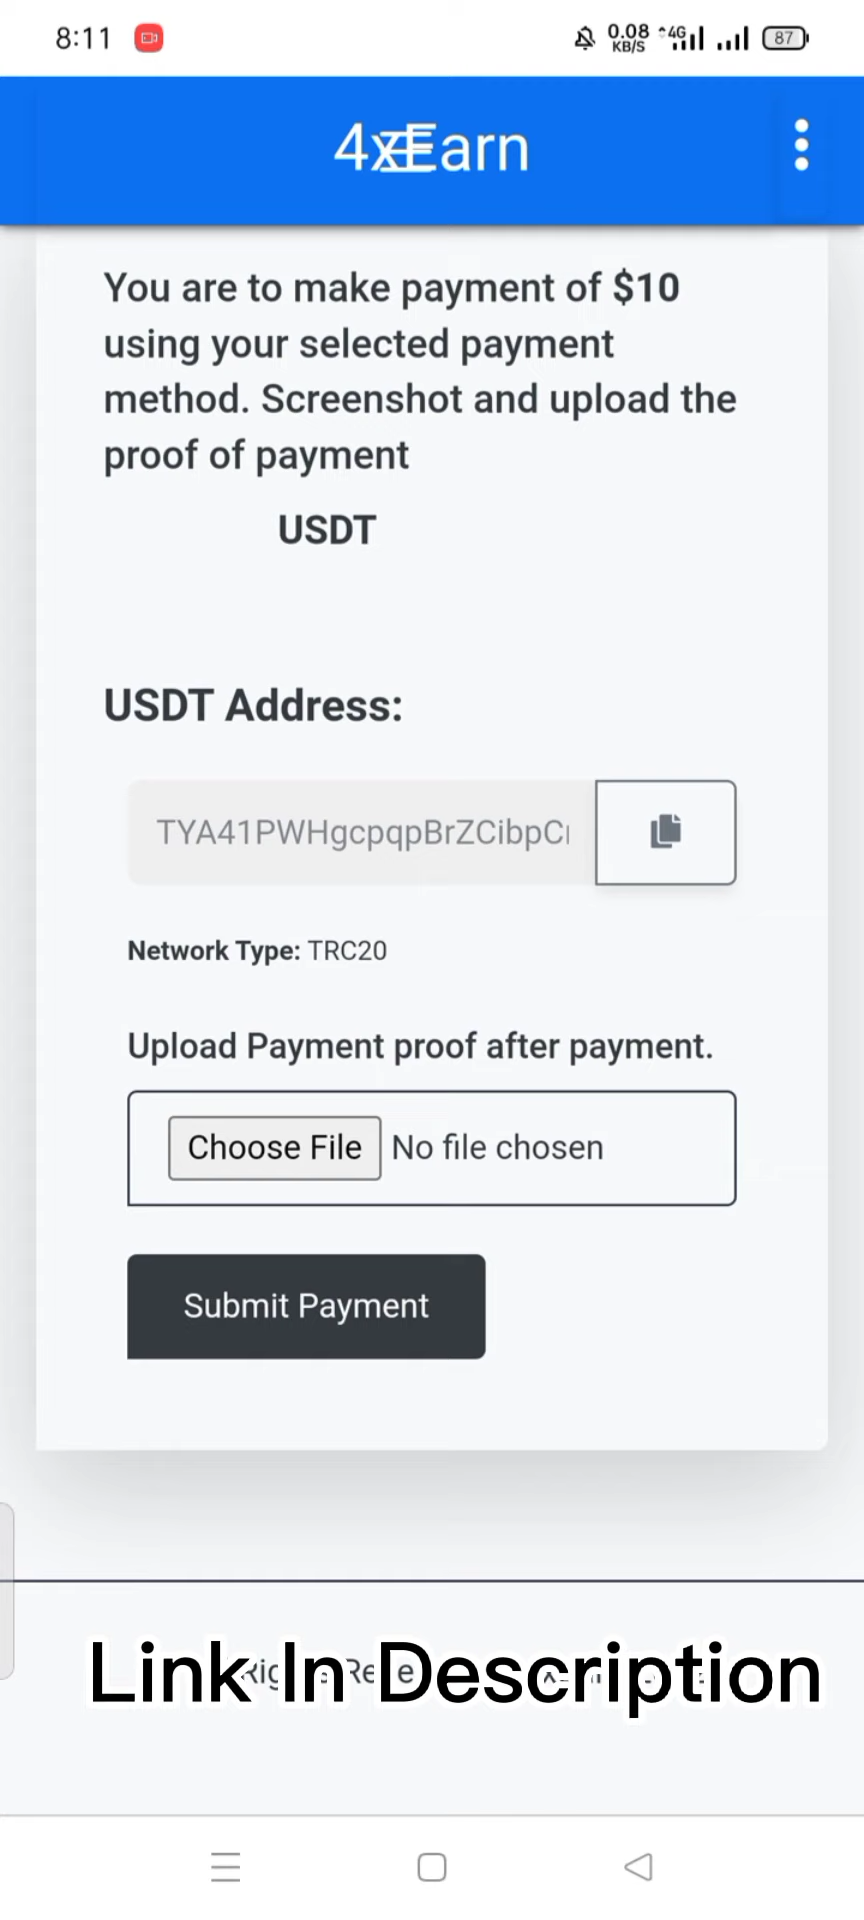 8:11
0.08
KB/S
4G
87
4xEarn
You are to make payment of $10
using your selected payment
method. Screenshot and upload the
proof of payment
USDT
USDT Address:
TYA41PWHgcpqpBrZCibpC
Network Type: TRC20
Upload Payment proof after payment.
Choose File No file chosen
Submit Payment
Link In Description